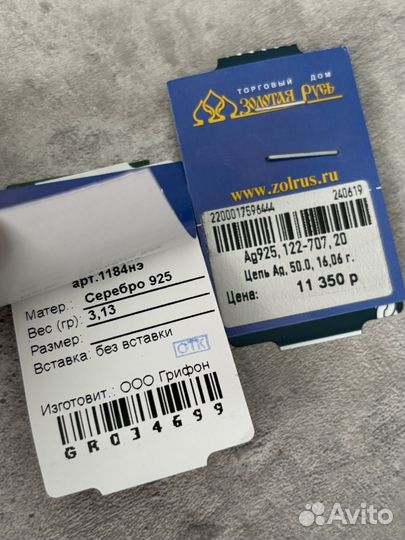 ТОРГОВЫЙ ДОМ
ЗОЛОТАЯ РУСЬ
www.zolrus.ru
2200017596444
240619
Ag925, 122-707, 20
Цепь Ag, 50.0, 16,06 г.
Цена:
11 350 р
арт.1184нэ
Матер.: Серебро 925
Вес (гр): 3,13
Размер:
Вставка: без вставки
ОТК
Изготовит.: ООО Грифон
GR034699
Avito